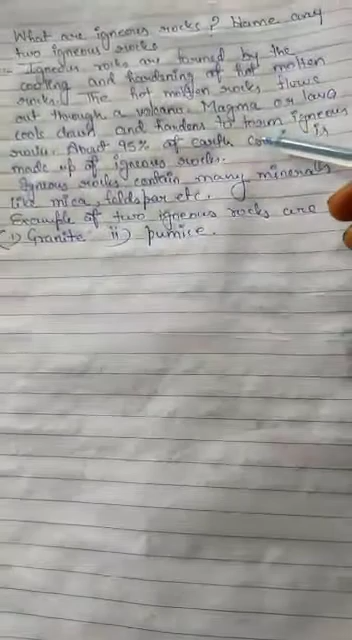 What are igneous rocks? Name any
two igneous rocks
Igneous rocks are formed by the
cooling and hardening of hot molten
rocks. The hot molten rocks flows
out through a volcano. Magma or lava
cools down and hardens to form igneous
rocks. About 95% of earth is
made up of igneous rocks.
Igneous rocks contain many minerals
like mica, feldspar etc.
Example of two igneous rocks are
i) Granite ii) pumice.